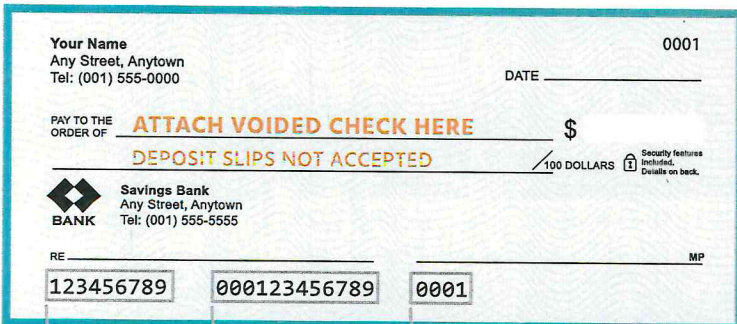 Your Name
0001
Any Street, Anytown
Tel: (001) 555-0000
DATE
PAY TO THE
ORDER OF
ATTACH VOIDED CHECK HERE
$
DEPOSIT SLIPS NOT ACCEPTED
/100 DOLLARS
Security features
Included.
Details on back.
BANK
Savings Bank
Any Street, Anytown
Tel: (001) 555-5555
RE
MP
123456789 000123456789 0001